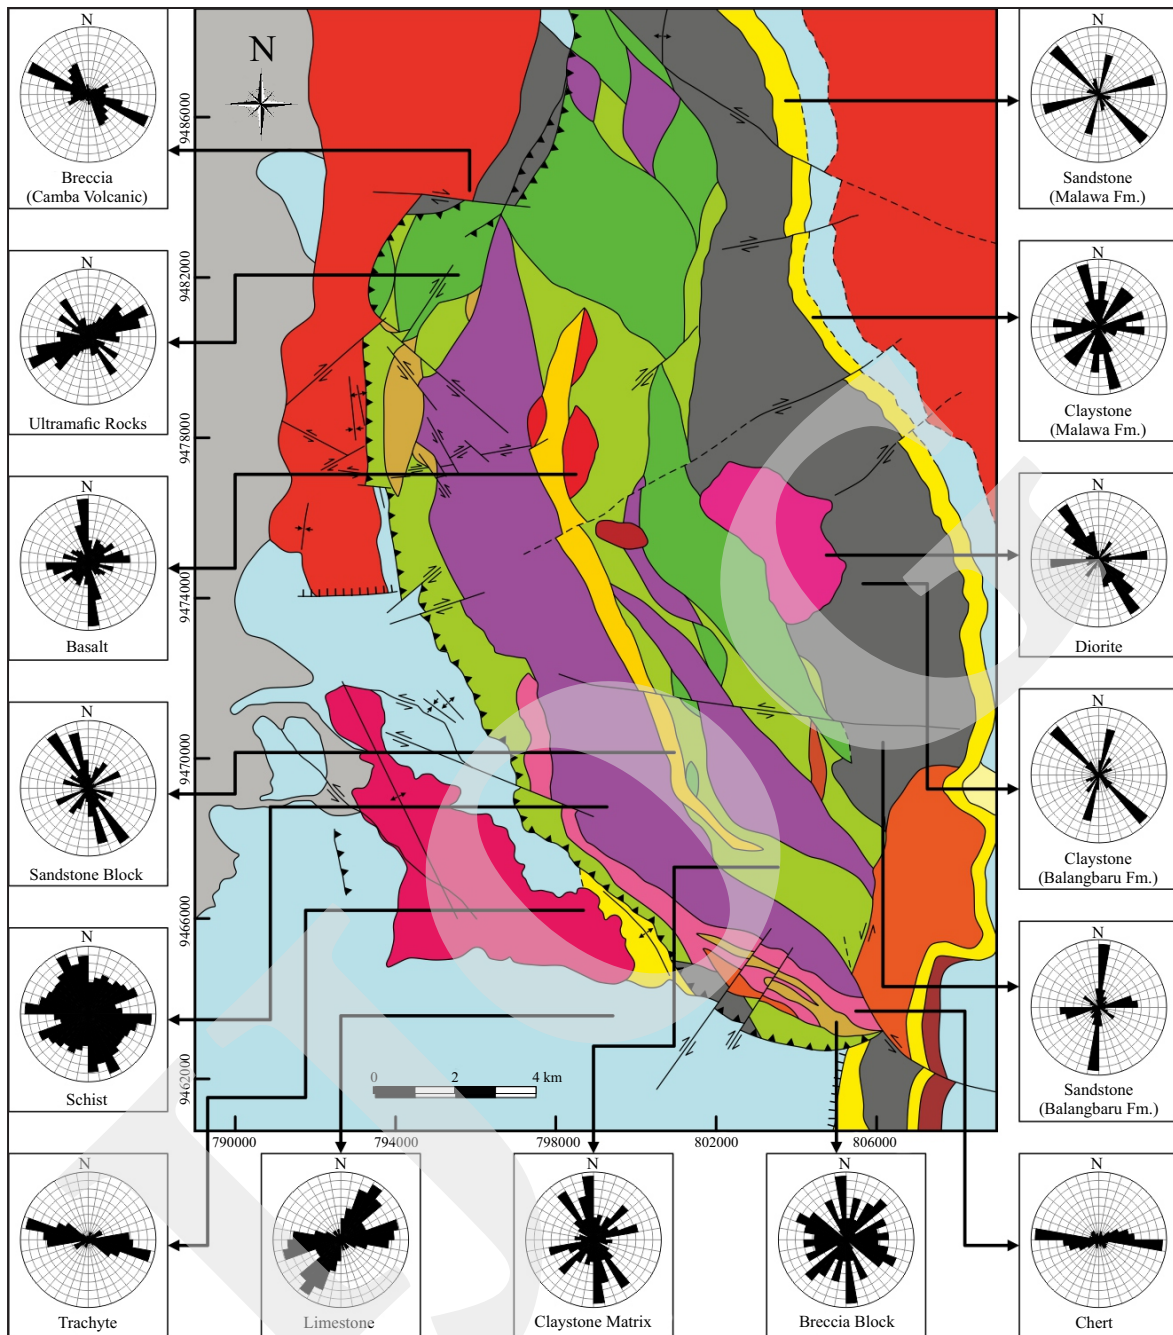 N
Breccia
(Camba Volcanic)
N
Ultramafic Rocks
N
Basalt
N
Sandstone Block
N
Schist
N
Trachyte
N
Limestone
N
Claystone Matrix
N
Breccia Block
N
Chert
N
Sandstone
(Malawa Fm.)
N
Claystone
(Malawa Fm.)
N
Diorite
N
Claystone
(Balangbaru Fm.)
N
Sandstone
(Balangbaru Fm.)
N
9486000
9482000
9478000
9474000
9470000
9466000
9462000
0 2 4 km
790000 794000 798000 802000 806000